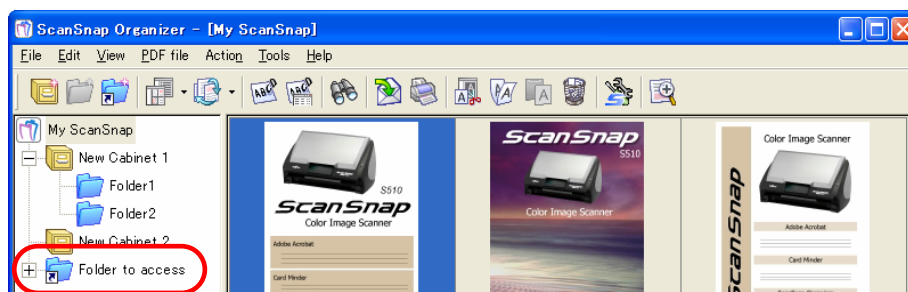 ScanSnap Organizer - [My ScanSnap]
File Edit View PDF file Action Tools Help
My ScanSnap
New Cabinet 1
Folder1
Folder2
New Cabinet 2
Folder to access
S510
ScanSnap
Color Image Scanner
Adobe Acrobat
Card Minder
ScanSnap
S510
Color Image Scanner
Color Image Scanner
ScanSnap
Adobe Acrobat
Card Minder